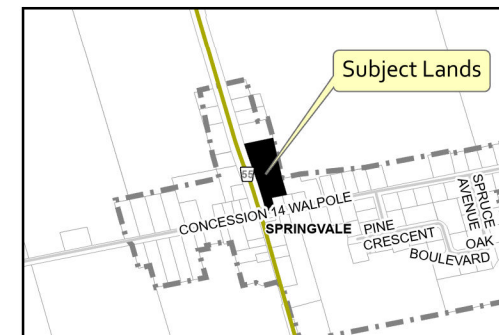 Subject Lands
55
CONCESSION 14 WALPOLE
SPRINGVALE
PINE
CRESCENT
SPRUCE
AVENUE
OAK
BOULEVARD